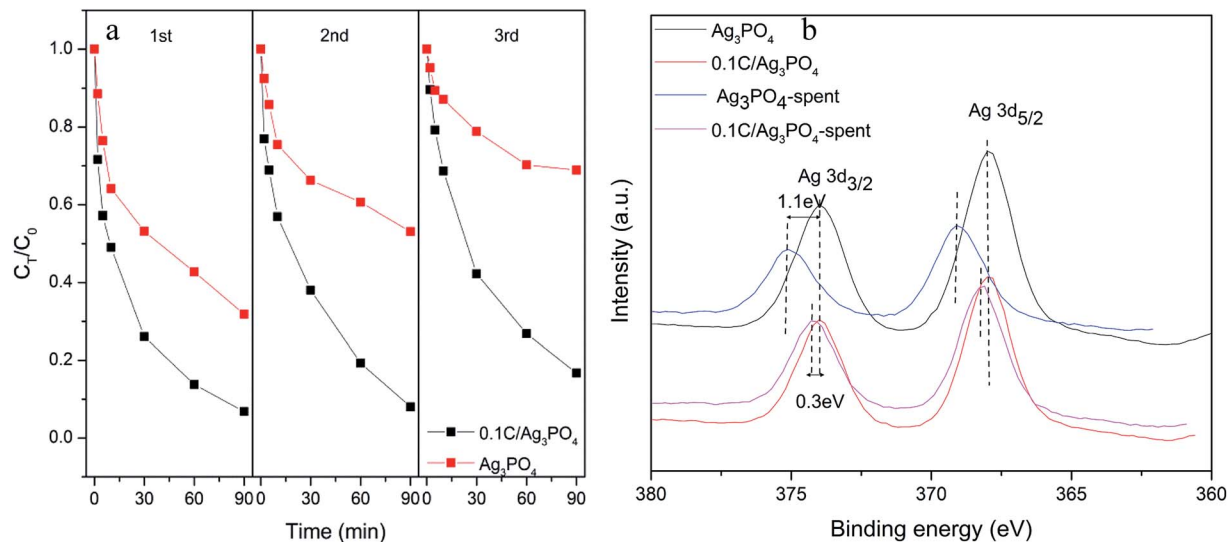 a
1st
2nd
3rd
1.0
0.8
0.6
0.4
0.2
0.0
C_T/C_0
0.1C/Ag₃PO₄
Ag₃PO₄
0 30 60 90 0 30 60 90 0 30 60 90
Time (min)
b
Ag₃PO₄
0.1C/Ag₃PO₄
Ag₃PO₄-spent
0.1C/Ag₃PO₄-spent
Ag 3d₅/₂
Ag 3d₃/₂
1.1eV
0.3eV
Intensity (a.u.)
380 375 370 365 360
Binding energy (eV)